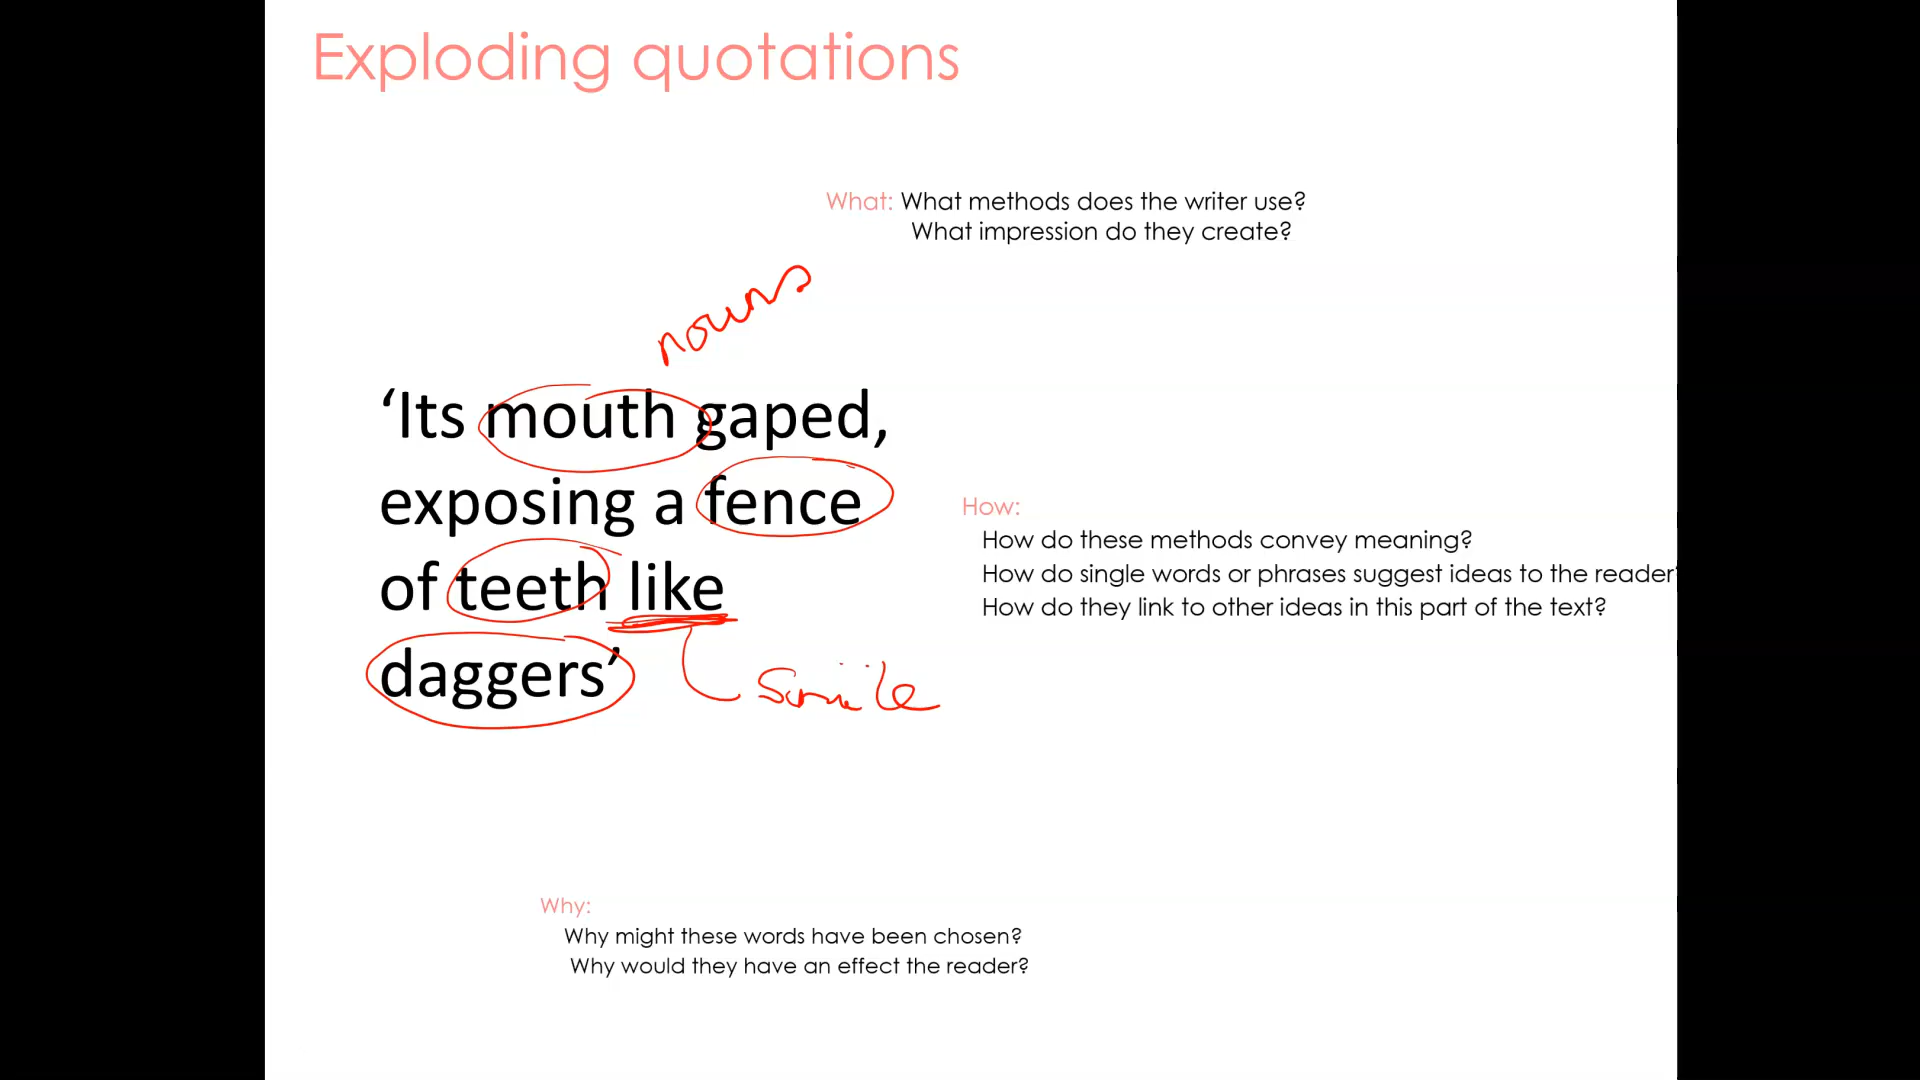 Exploding quotations
What: What methods does the writer use?
What impression do they create?
nouns
‘Its mouth gaped,
exposing a fence
of teeth like
daggers’
simile
How:
How do these methods convey meaning?
How do single words or phrases suggest ideas to the reader?
How do they link to other ideas in this part of the text?
Why:
Why might these words have been chosen?
Why would they have an effect the reader?